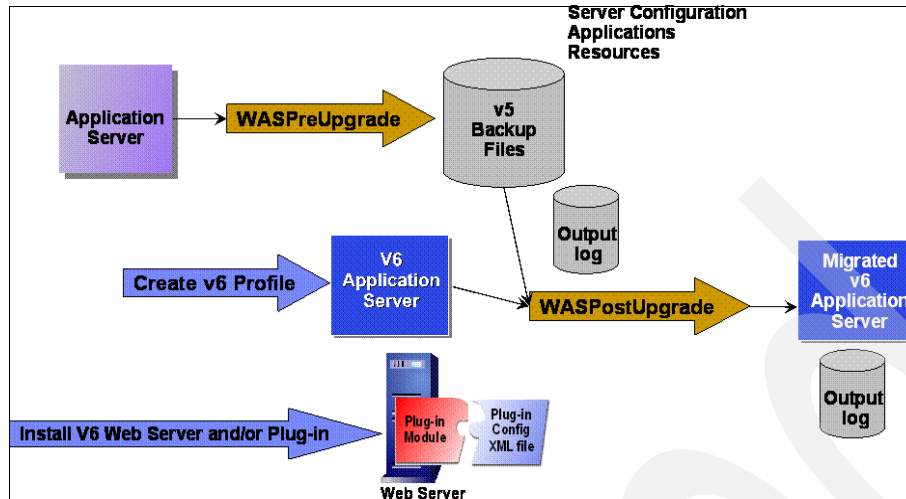 Server Configuration
Applications
Resources
Application
Server
WASPreUpgrade
v5
Backup
Files
Output
log
Create v6 Profile
V6
Application
Server
WASPostUpgrade
Migrated
v6
Application
Server
Output
log
Install V6 Web Server and/or Plug-in
Plug-in
Module
Plug-in
Config
XML file
Web Server